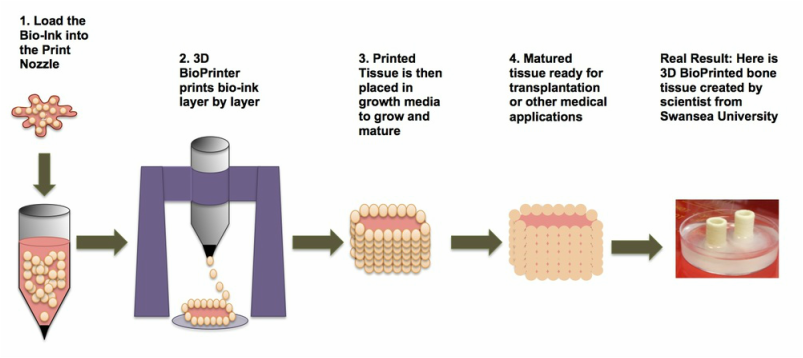 1. Load the
Bio-Ink into
the Print
Nozzle
2. 3D
BioPrinter
prints bio-ink
layer by layer
3. Printed
Tissue is then
placed in
growth media
to grow and
mature
4. Matured
tissue ready for
transplantation
or other medical
applications
Real Result: Here is
3D BioPrinted bone
tissue created by
scientist from
Swansea University